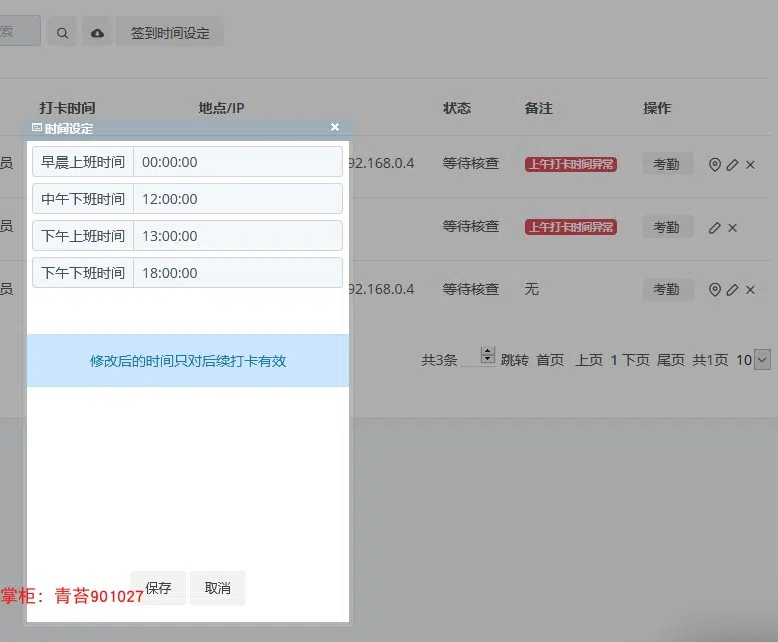 索
签到时间设定
打卡时间 地点/IP 状态 备注 操作
时间设定
早晨上班时间 00:00:00
中午下班时间 12:00:00
下午上班时间 13:00:00
下午下班时间 18:00:00
修改后的时间只对后续打卡有效
保存 取消
员 92.168.0.4 等待核查 上午打卡时间异常 考勤
员 等待核查 上午打卡时间异常 考勤
员 92.168.0.4 等待核查 无 考勤
共3条 跳转 首页 上页 1 下页 尾页 共1页 10
掌柜：青苔901027